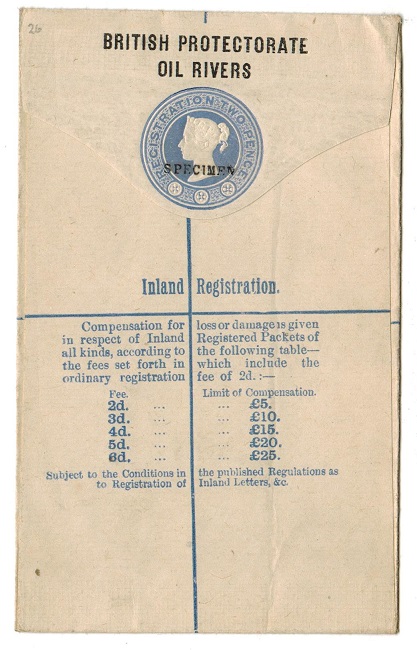 26
BRITISH PROTECTORATE
OIL RIVERS
REGISTRATION TWO-PENCE
SPECIMEN
Inland Registration.
Compensation for loss or damage is given
in respect of Inland Registered Packets of
all kinds, according to the following table—
the fees set forth in which include the
ordinary registration fee of 2d. :—
Fee. Limit of Compensation.
2d. ... ... £5.
3d. ... ... £10.
4d. ... ... £15.
5d. ... ... £20.
6d. ... ... £25.
Subject to the Conditions in the published Regulations as
to Registration of Inland Letters, &c.